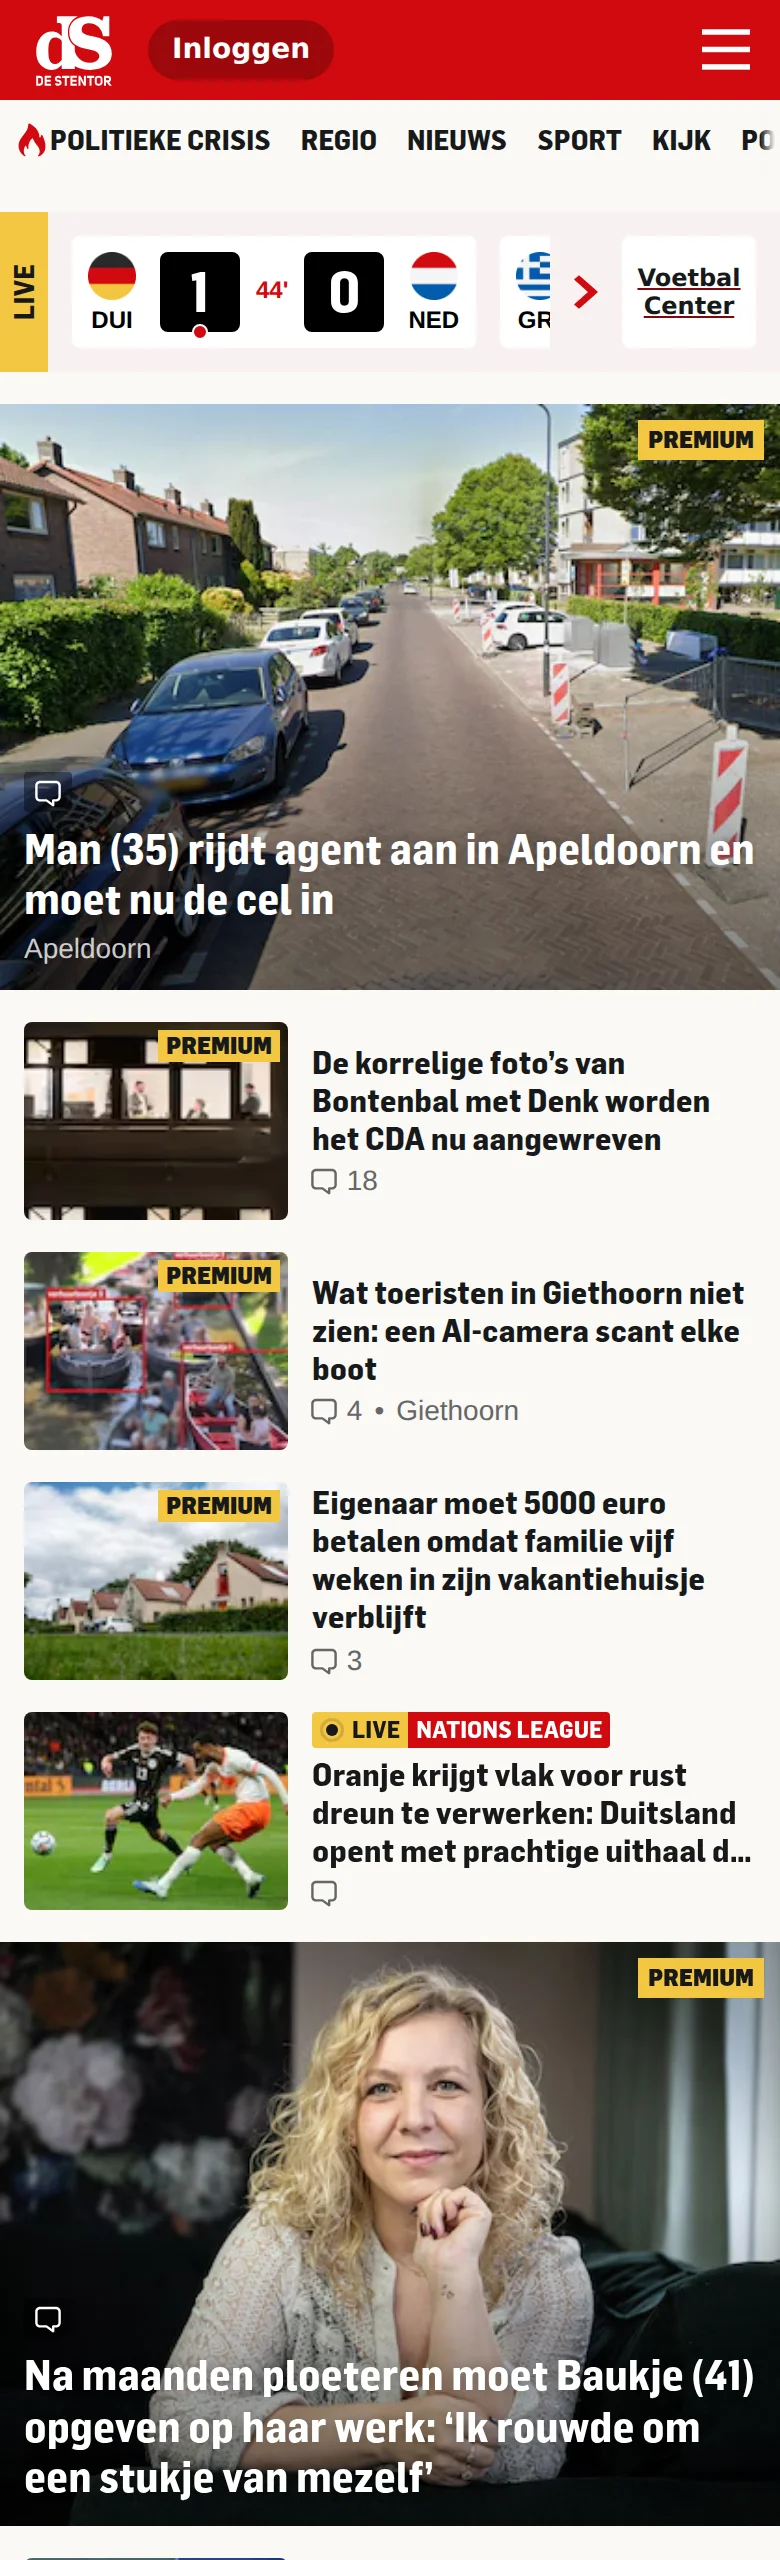 dS
DE STENTOR
Inloggen
POLITIEKE CRISIS REGIO NIEUWS SPORT KIJK PO
LIVE
DUI
1
44'
0
NED
GR
Voetbal
Center
PREMIUM
Man (35) rijdt agent aan in Apeldoorn en
moet nu de cel in
Apeldoorn
PREMIUM
De korrelige foto’s van
Bontenbal met Denk worden
het CDA nu aangewreven
18
PREMIUM
Wat toeristen in Giethoorn niet
zien: een AI-camera scant elke
boot
4 • Giethoorn
PREMIUM
Eigenaar moet 5000 euro
betalen omdat familie vijf
weken in zijn vakantiehuisje
verblijft
3
LIVE NATIONS LEAGUE
Oranje krijgt vlak voor rust
dreun te verwerken: Duitsland
opent met prachtige uithaal d...
PREMIUM
Na maanden ploeteren moet Baukje (41)
opgeven op haar werk: ‘Ik rouwde om
een stukje van mezelf’